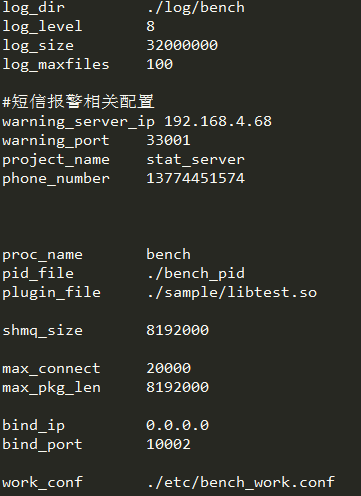 log_dir ./log/bench
log_level 8
log_size 32000000
log_maxfiles 100
#短信报警相关配置
warning_server_ip 192.168.4.68
warning_port 33001
project_name stat_server
phone_number 13774451574
proc_name bench
pid_file ./bench_pid
plugin_file ./sample/libtest.so
shmq_size 8192000
max_connect 20000
max_pkg_len 8192000
bind_ip 0.0.0.0
bind_port 10002
work_conf ./etc/bench_work.conf